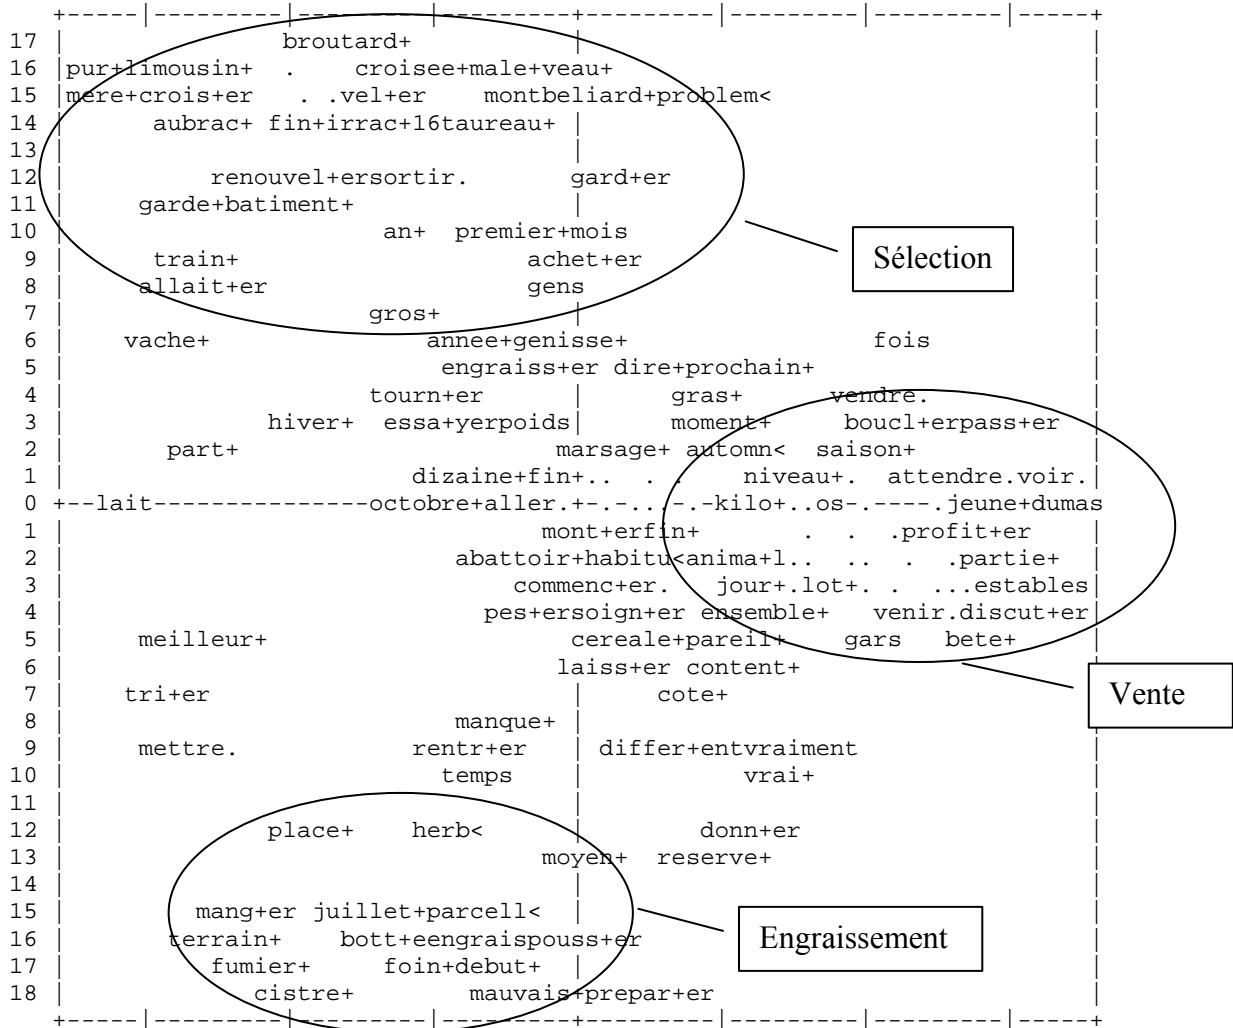 +-----|---------|---------|---------+---------|---------|---------|-----+
17 | broutard+ | |
16 |pur+limousin+ . croisee+male+veau+ |
15 |mere+crois+er . .vel+er montbeliard+problem< |
14 | aubrac+ fin+irrac+16taureau+ | |
13 | | |
12 | renouvel+ersortir. gard+er |
11 | garde+batiment+ | |
10 | an+ premier+mois |
9 | train+ achet+er |
8 | allait+er gens |
7 | gros+ | |
6 | vache+ annee+genisse+ fois |
5 | engraiss+er dire+prochain+ |
4 | tourn+er | gras+ vendre. |
3 | hiver+ essa+yerpoids| moment+ boucl+erpass+er |
2 | part+ marsage+ automn< saison+ |
1 | dizaine+fin+.. . . niveau+. attendre.voir.|
0 +--lait---------------octobre+aller.+-.-...-.-kilo+..os-.----.jeune+dumas
1 | mont+erfin+ . . .profit+er |
2 | abattoir+habitu<anima+l.. .. . .partie+ |
3 | commenc+er. jour+.lot+. . ...estables
4 | pes+ersoign+er ensemble+ venir.discut+er
5 | meilleur+ cereale+pareil+ gars bete+ |
6 | laiss+er content+ |
7 | tri+er | cote+ |
8 | manque+ | |
9 | mettre. rentr+er | differ+entvraiment |
10 | temps | vrai+ |
11 | | |
12 | place+ herb< | donn+er |
13 | moyen+ reserve+ |
14 | | |
15 | mang+er juillet+parcell< | |
16 | terrain+ bott+eengraispouss+er |
17 | fumier+ foin+debut+ | |
18 | cistre+ mauvais+prepar+er |
+-----|---------|---------|---------+---------|---------|---------|-----+
Sélection
Vente
Engraissement